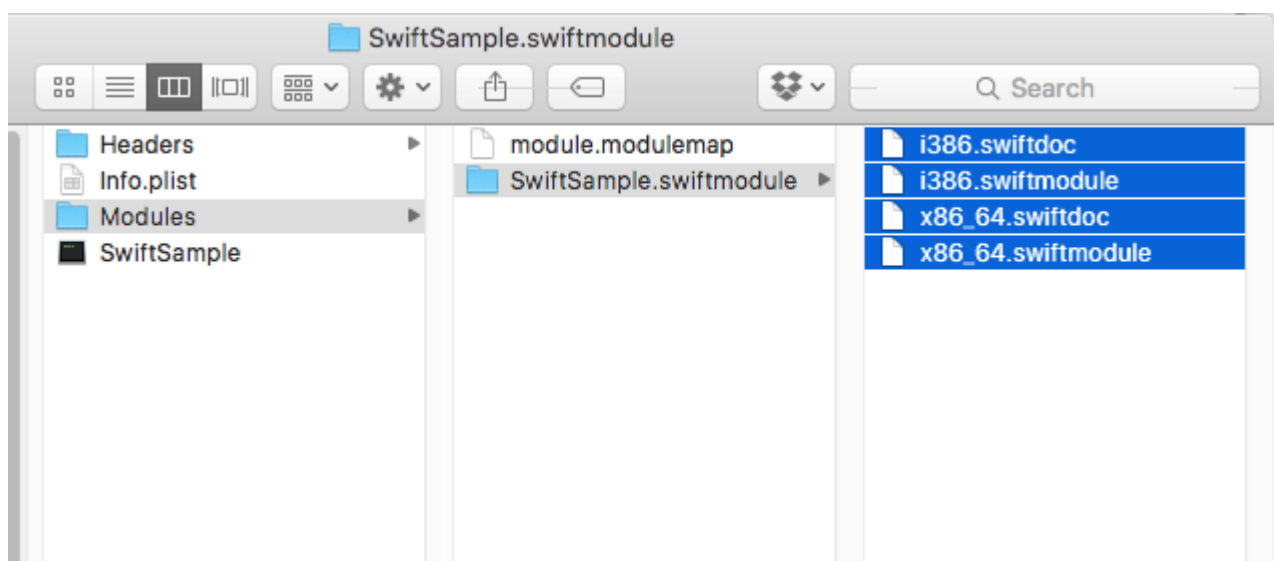 SwiftSample.swiftmodule
Search
Headers
Info.plist
Modules
SwiftSample
module.modulemap
SwiftSample.swiftmodule
i386.swiftdoc
i386.swiftmodule
x86_64.swiftdoc
x86_64.swiftmodule